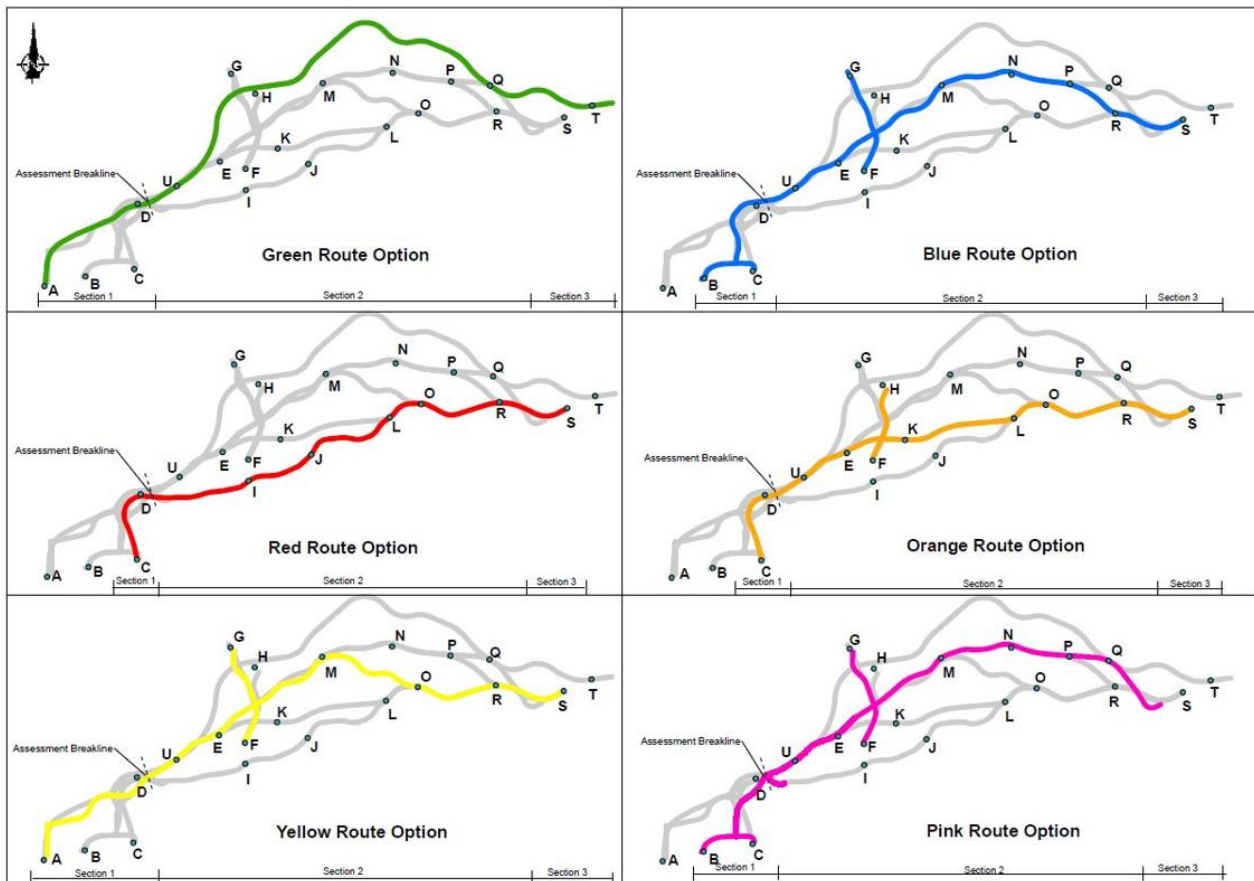 N
G
H
M
N
P
Q
O
R
S
T
K
L
E
F
J
U
I
Assessment Breakline
D
B
C
A
Green Route Option
Section 1
Section 2
Section 3
G
H
M
N
P
Q
O
R
S
T
K
L
E
F
J
U
I
Assessment Breakline
D
B
C
A
Blue Route Option
Section 1
Section 2
Section 3
G
H
M
N
P
Q
O
R
S
T
K
L
E
F
J
U
I
Assessment Breakline
D
B
C
A
Red Route Option
Section 1
Section 2
Section 3
G
H
M
N
P
Q
O
R
S
T
K
L
E
F
J
U
I
Assessment Breakline
D
B
C
A
Orange Route Option
Section 1
Section 2
Section 3
G
H
M
N
P
Q
O
R
S
T
K
L
E
F
J
U
I
Assessment Breakline
D
B
C
A
Yellow Route Option
Section 1
Section 2
Section 3
G
H
M
N
P
Q
O
R
S
T
K
L
E
F
J
U
I
Assessment Breakline
D
B
C
A
Pink Route Option
Section 1
Section 2
Section 3